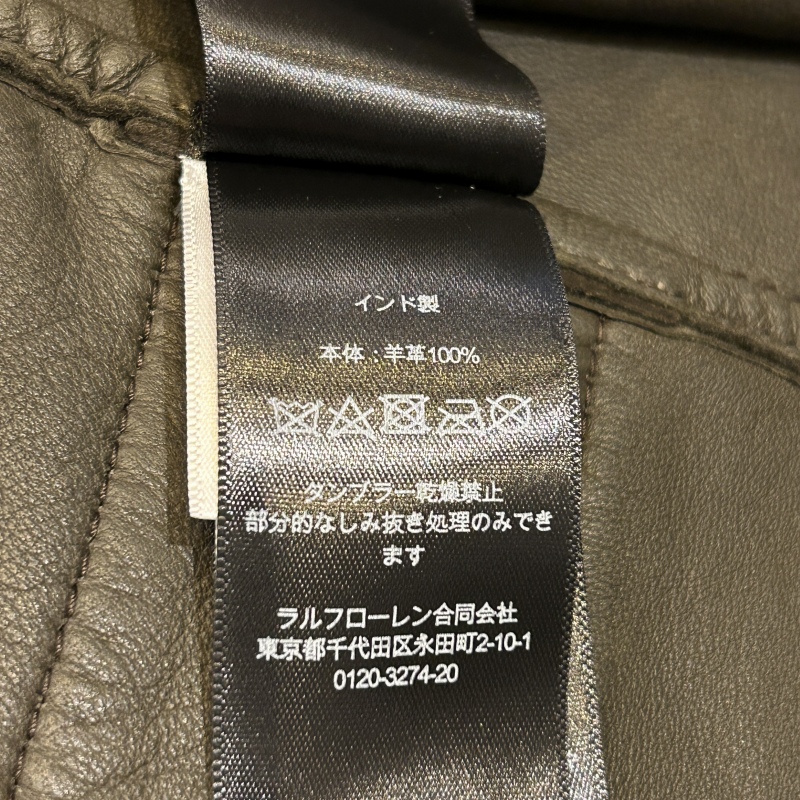 インド製
本体：羊革100%
タンブラー乾燥禁止
部分的なしみ抜き処理のみでき
ます
ラルフローレン合同会社
東京都千代田区永田町2-10-1
0120-3274-20